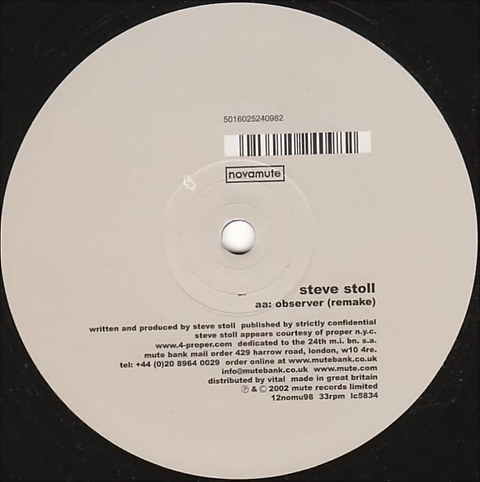 5016025240982
novamute
steve stoll
aa: observer (remake)
written and produced by steve stoll published by strictly confidential
steve stoll appears courtesy of proper n.y.c.
www.4-proper.com dedicated to the 24th m.i. bn. s.a.
mute bank mail order 429 harrow road, london, w10 4re.
tel: +44 (0)20 8964 0029 order online at www.mutebank.co.uk
info@mutebank.co.uk www.mute.com
distributed by vital made in great britain
℗ & © 2002 mute records limited
12nomu98 33rpm lc5834